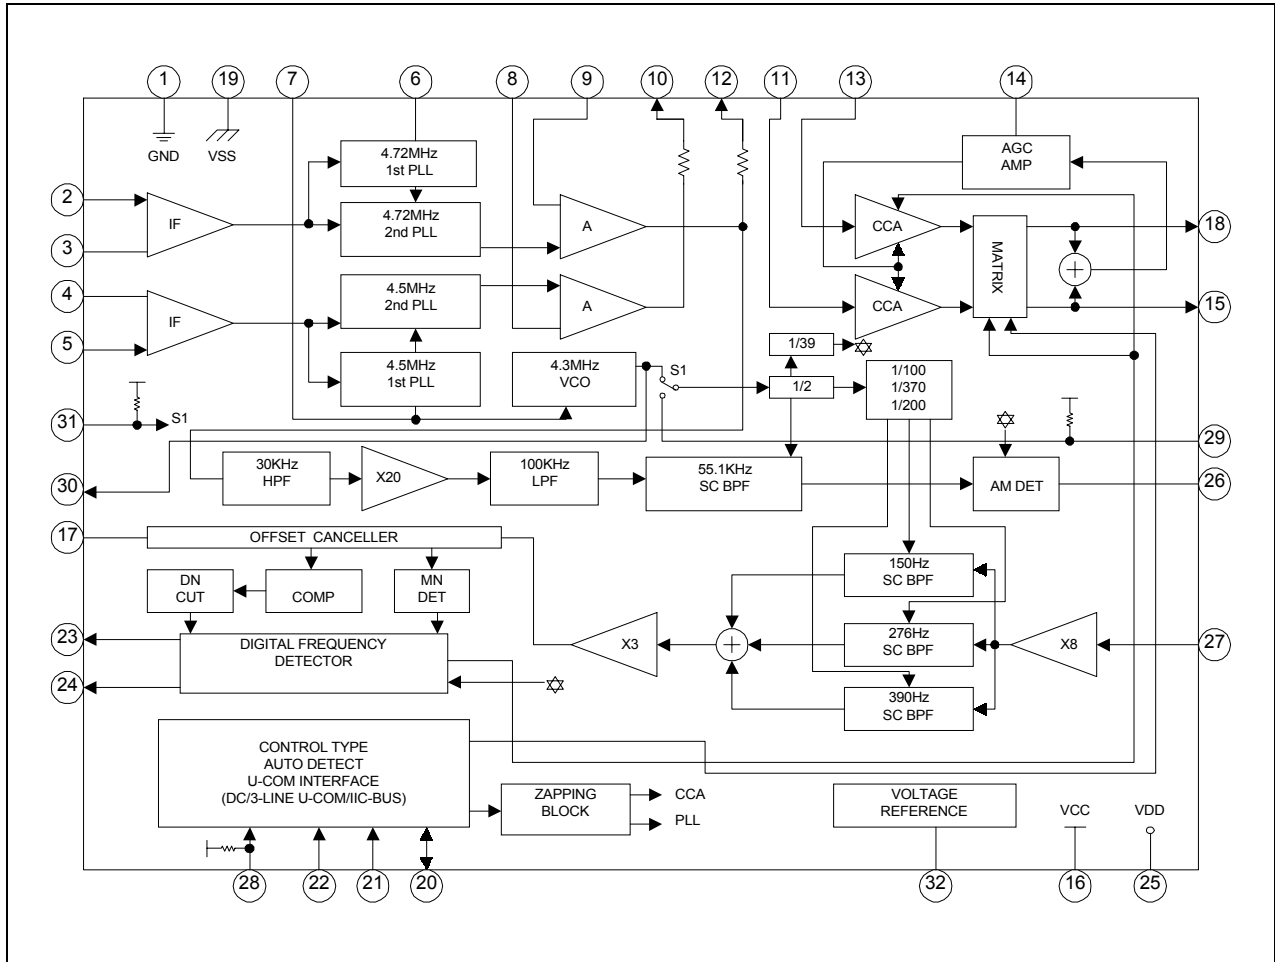 1
19
7
6
8
9
10
12
11
13
14
GND
VSS
4.72MHz
1st PLL
AGC
AMP
2
3
IF
4.72MHz
2nd PLL
A
CCA
MATRIX
18
4
5
IF
4.5MHz
2nd PLL
A
CCA
15
4.5MHz
1st PLL
4.3MHz
VCO
S1
1/39
1/2
1/100
1/370
1/200
31
S1
29
30
30KHz
HPF
X20
100KHz
LPF
55.1KHz
SC BPF
AM DET
26
17
OFFSET CANCELLER
DN
CUT
COMP
MN
DET
150Hz
SC BPF
23
24
DIGITAL FREQUENCY
DETECTOR
X3
276Hz
SC BPF
X8
27
390Hz
SC BPF
CONTROL TYPE
AUTO DETECT
U-COM INTERFACE
(DC/3-LINE U-COM/IIC-BUS)
ZAPPING
BLOCK
CCA
PLL
VOLTAGE
REFERENCE
VCC
VDD
28
22
21
20
32
16
25